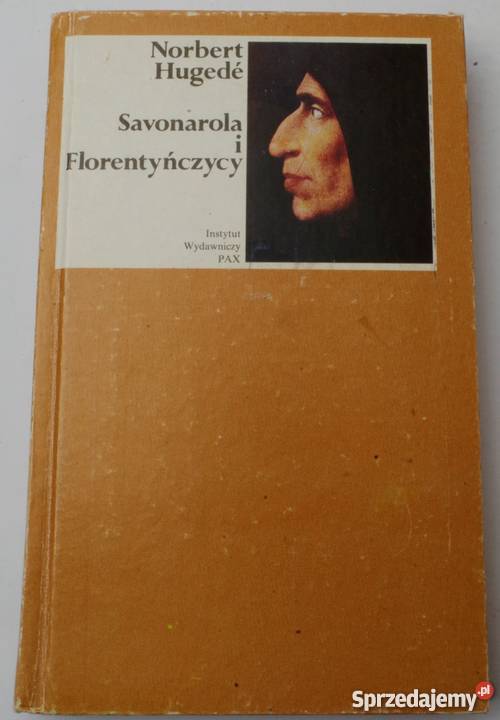 Norbert
Hugedé
Savonarola
i
Florentyńczycy
Instytut
Wydawniczy
PAX
Sprzedajemy.pl